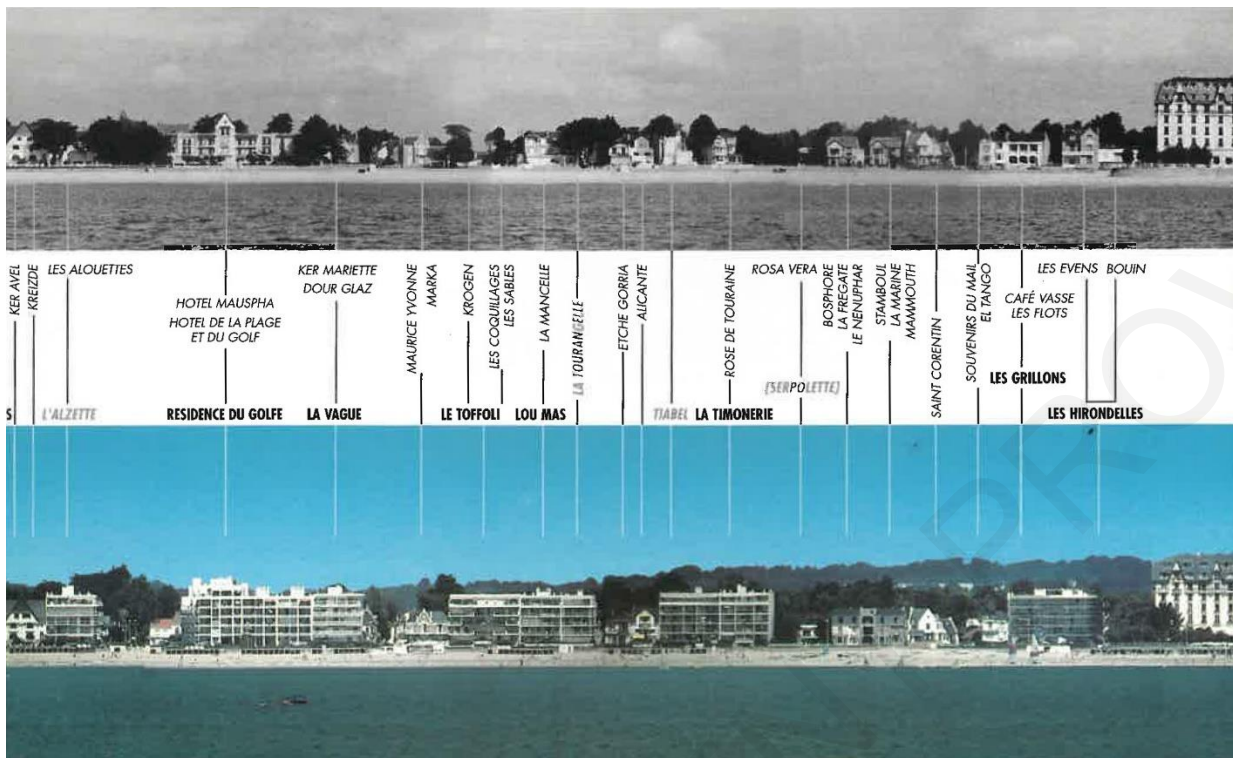 KER AVEL
KREIZDE
LES ALOUETTES
HOTEL MAUSPHA
HOTEL DE LA PLAGE
ET DU GOLF
KER MARIETTE
DOUR GLAZ
MAURICE YVONNE
MARKA
KROGEN
LES COQUILLAGES
LES SABLES
LA MANCELLE
LA TOURANGELLE
ETCHE GORRIA
ALICANTE
ROSE DE TOURAINE
ROSA VERA
(SERPOLETTE)
BOSPHORE
LA FREGATE
LE NENUPHAR
STAMBOUL
LA MARINE
MAMMOUTH
SAINT CORENTIN
SOUVENIRS DU MAIL
EL TANGO
CAFÉ VASSE
LES FLOTS
LES GRILLONS
LES EVENS
BOUIN
S
L'ALZETTE
RESIDENCE DU GOLFE
LA VAGUE
LE TOFFOLI
LOU MAS
TIABEL
LA TIMONERIE
LES HIRONDELLES